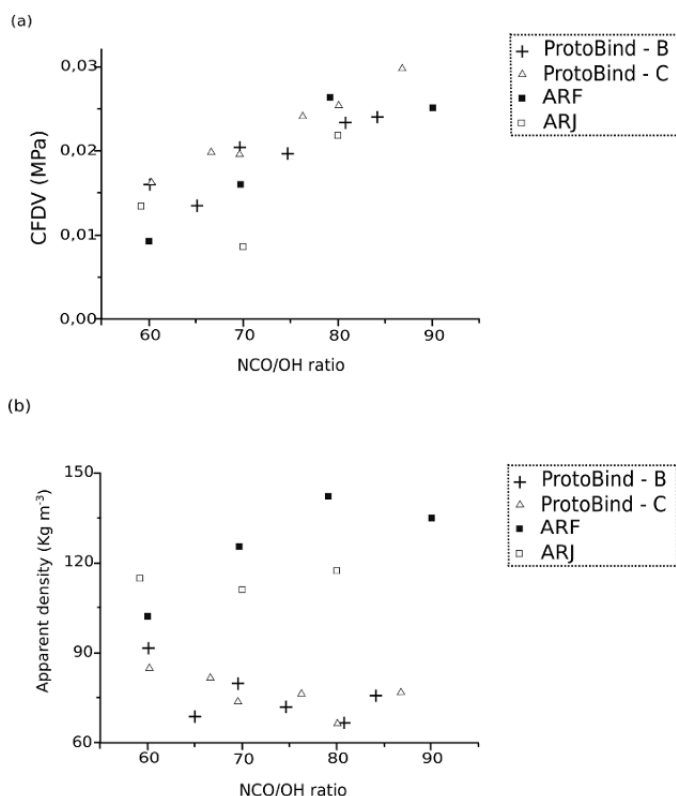 (a)
0,03
0,02
0,01
0,00
CFDV (MPa)
60 70 80 90
NCO/OH ratio
ProtoBind - B
ProtoBind - C
ARF
ARJ
(b)
150
120
90
60
Apparent density (Kg m⁻³)
60 70 80 90
NCO/OH ratio
ProtoBind - B
ProtoBind - C
ARF
ARJ